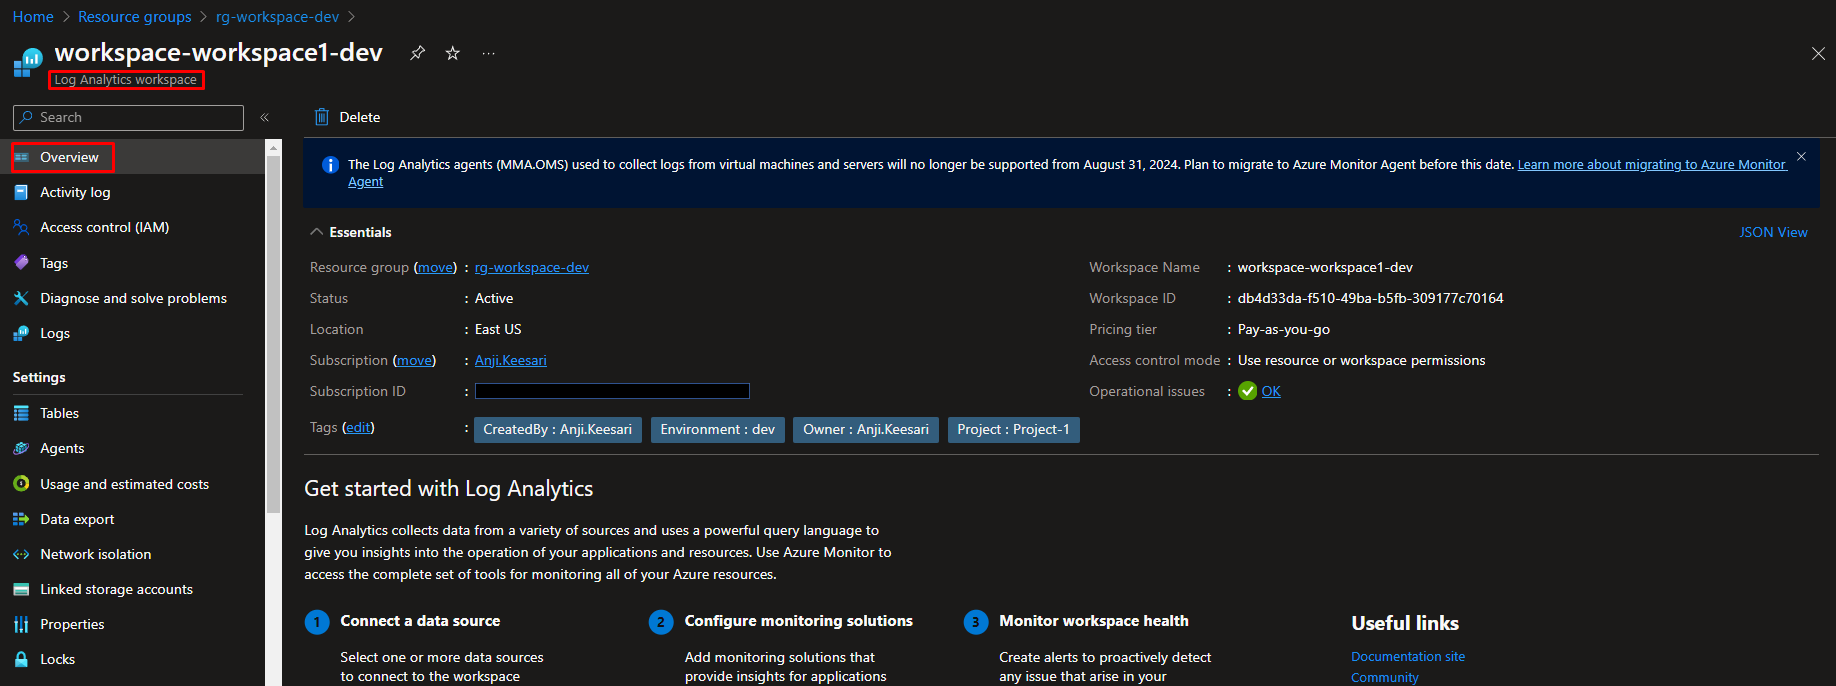 Home > Resource groups > rg-workspace-dev >
workspace-workspace1-dev
Log Analytics workspace
Search
Overview
Activity log
Access control (IAM)
Tags
Diagnose and solve problems
Logs
Settings
Tables
Agents
Usage and estimated costs
Data export
Network isolation
Linked storage accounts
Properties
Locks
Delete
The Log Analytics agents (MMA.OMS) used to collect logs from virtual machines and servers will no longer be supported from August 31, 2024. Plan to migrate to Azure Monitor Agent before this date. Learn more about migrating to Azure Monitor
Agent
Essentials
JSON View
Resource group (move) : rg-workspace-dev
Status : Active
Location : East US
Subscription (move) : Anji.Keesari
Subscription ID :
Tags (edit) : CreatedBy : Anji.Keesari Environment : dev Owner : Anji.Keesari Project : Project-1
Workspace Name : workspace-workspace1-dev
Workspace ID : db4d33da-f510-49ba-b5fb-309177c70164
Pricing tier : Pay-as-you-go
Access control mode : Use resource or workspace permissions
Operational issues : OK
Get started with Log Analytics
Log Analytics collects data from a variety of sources and uses a powerful query language to
give you insights into the operation of your applications and resources. Use Azure Monitor to
access the complete set of tools for monitoring all of your Azure resources.
1 Connect a data source
Select one or more data sources
to connect to the workspace
2 Configure monitoring solutions
Add monitoring solutions that
provide insights for applications
3 Monitor workspace health
Create alerts to proactively detect
any issue that arise in your
Useful links
Documentation site
Community